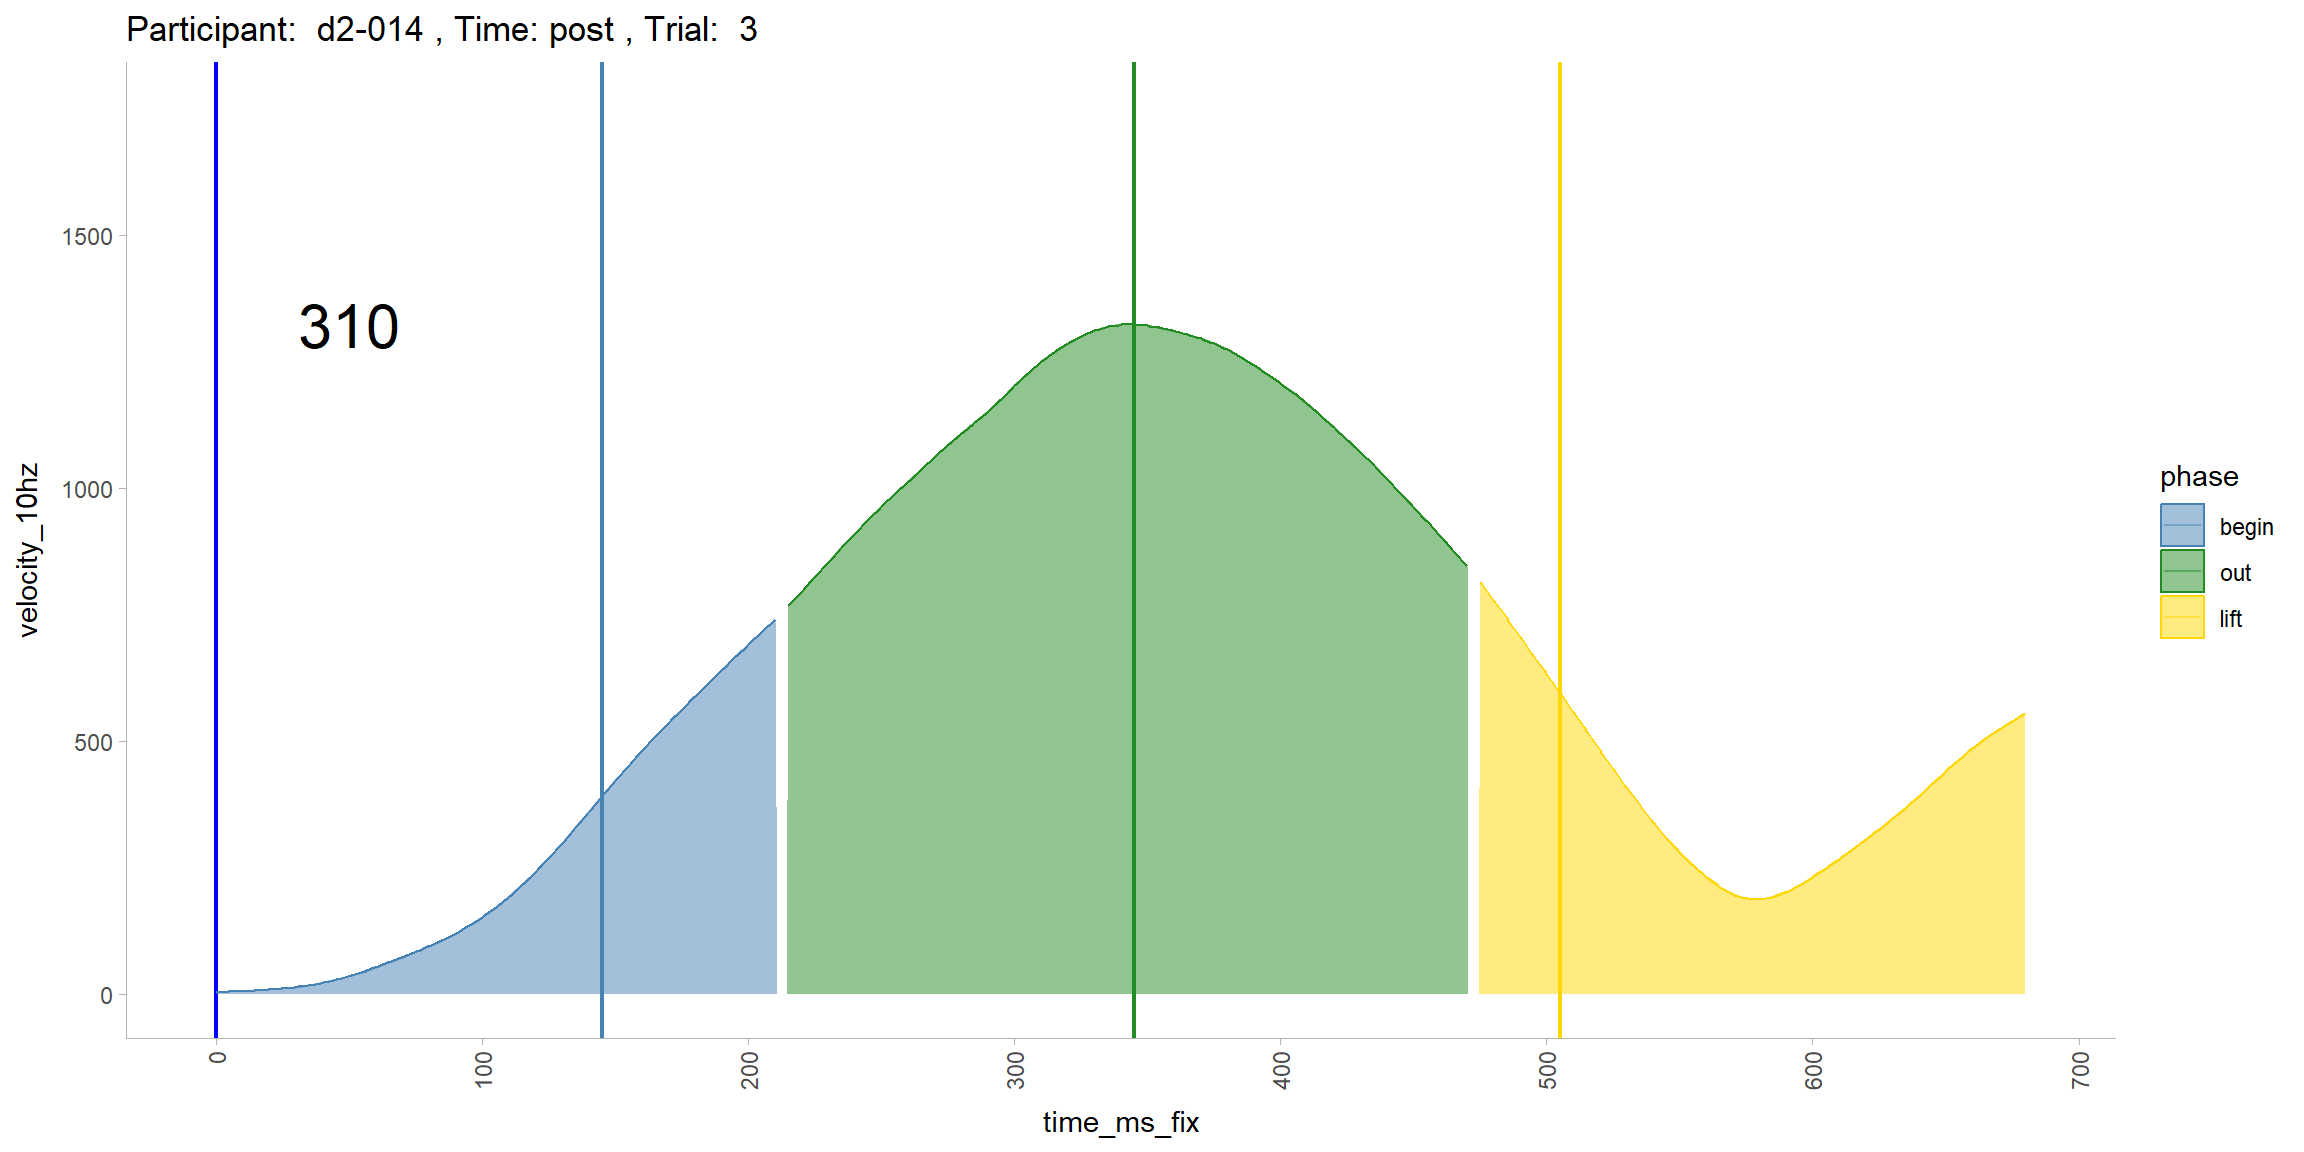 Participant:  d2-014 , Time: post , Trial:  3
1500
1000
500
0
velocity_10hz
310
0 100 200 300 400 500 600 700
time_ms_fix
phase
begin
out
lift